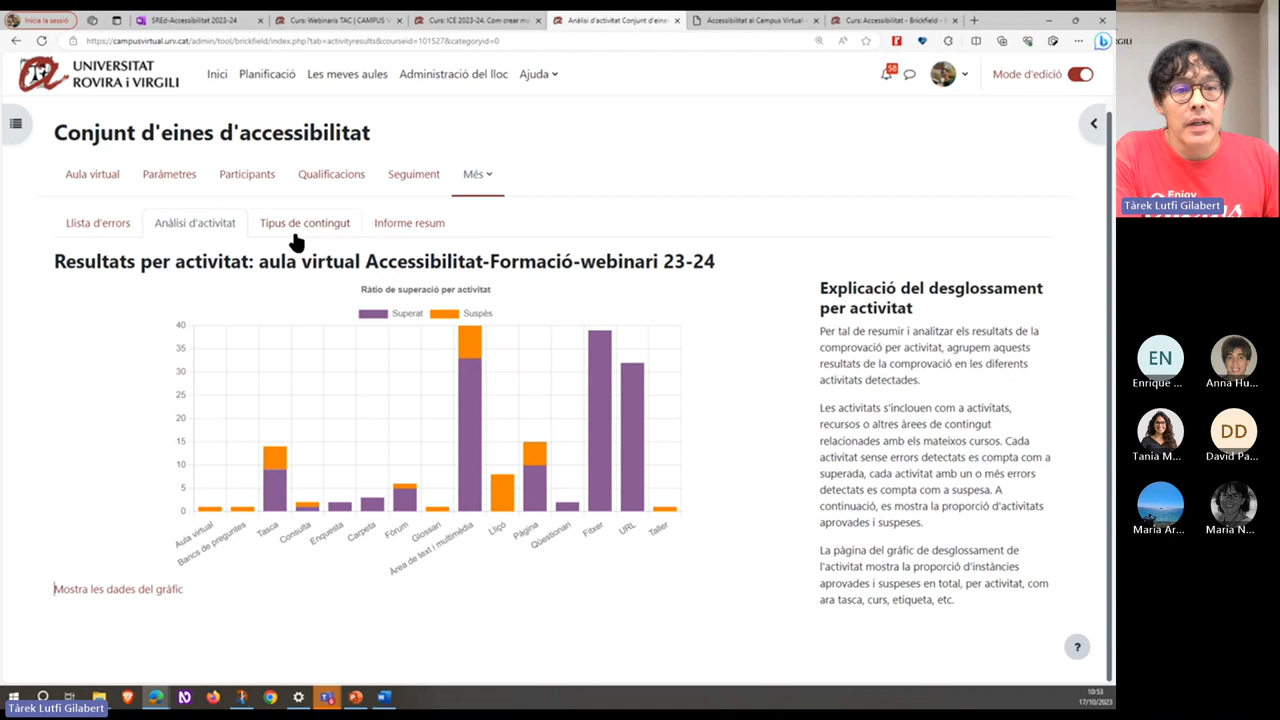 Inicia la sessió
SREd-Accessibilitat 2023-24
Curs: Webinaris TAC | CAMPUS V
Curs: ICE 2023-24. Com crear m
Anàlisi d'activitat Conjunt d'eine
Accessibilitat al Campus Virtual -
Curs: Accessibilitat - Brickfield -
https://campusvirtual.urv.cat/admin/tool/brickfield/index.php?tab=activityresults&courseid=101527&categoryid=0
UNIVERSITAT
ROVIRA i VIRGILI
Inici
Planificació
Les meves aules
Administració del lloc
Ajuda
58
Mode d'edició
Conjunt d'eines d'accessibilitat
Aula virtual
Paràmetres
Participants
Qualificacions
Seguiment
Més
Llista d'errors
Anàlisi d'activitat
Tipus de contingut
Informe resum
Resultats per activitat: aula virtual Accessibilitat-Formació-webinari 23-24
Ràtio de superació per activitat
Superat
Suspès
40
35
30
25
20
15
10
5
0
Aula virtual
Banco de preguntes
Tasca
Consulta
Enquesta
Carpeta
Fòrum
Glossari
Àrea de text i multimèdia
Lliçó
Pàgina
Qüestionari
Fitxer
URL
Taller
Mostra les dades del gràfic
Explicació del desglossament
per activitat
Per tal de resumir i analitzar els resultats de la
comprovació per activitat, agrupem aquests
resultats de la comprovació en les diferents
activitats detectades.
Les activitats s'inclouen com a activitats,
recursos o altres àrees de contingut
relacionades amb els mateixos cursos. Cada
activitat sense errors detectats es compta com a
superada, cada activitat amb un o més errors
detectats es compta com a suspesa. A
continuació, es mostra la proporció d'activitats
aprovades i suspeses.
La pàgina del gràfic de desglossament de
l'activitat mostra la proporció d'instàncies
aprovades i suspeses en total, per activitat, com
ara tasca, curs, etiqueta, etc.
?
10:53
17/10/2023
Tàrek Lutfi Gilabert
GILI
Enjoy
Tàrek Lutfi Gilabert
EN
Enrique ...
Anna Hu...
Tania M...
DD
David Pa...
Maria Ar...
Maria N...